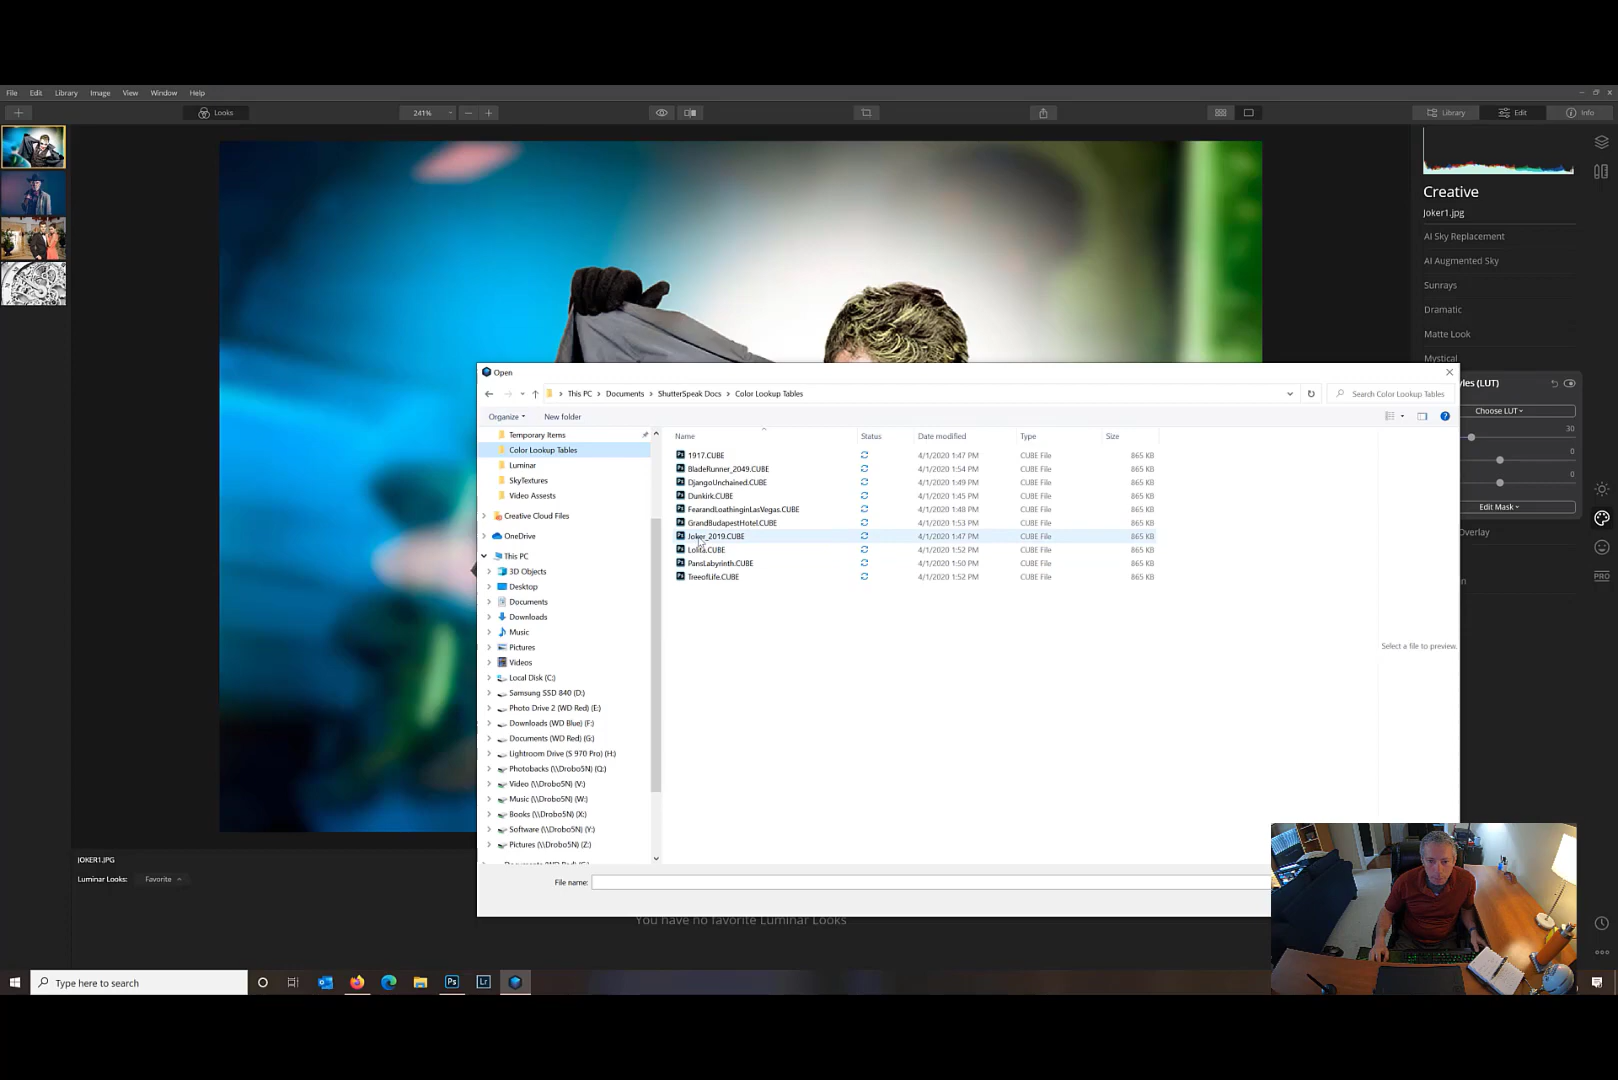 File Edit Library Image View Window Help
Looks 241% Library Edit Info
Creative
Joker1.jpg
AI Sky Replacement
AI Augmented Sky
Sunrays
Dramatic
Matte Look
Mystical
(LUT)
Choose LUT
30
0
0
Edit Mask
PRO
Open
This PC > Documents > ShutterSpeak Docs > Color Lookup Tables
Search Color Lookup Tables
Organize New folder
Name Status Date modified Type Size
1917.CUBE 4/1/2020 1:47 PM CUBE File 865 KB
BladeRunner_2049.CUBE 4/1/2020 1:54 PM CUBE File 865 KB
DjangoUnchained.CUBE 4/1/2020 1:49 PM CUBE File 865 KB
Dunkirk.CUBE 4/1/2020 1:45 PM CUBE File 865 KB
FearandLoathinginLasVegas.CUBE 4/1/2020 1:48 PM CUBE File 865 KB
GrandBudapestHotel.CUBE 4/1/2020 1:53 PM CUBE File 865 KB
Joker_2019.CUBE 4/1/2020 1:47 PM CUBE File 865 KB
Lolita.CUBE 4/1/2020 1:52 PM CUBE File 865 KB
PansLabyrinth.CUBE 4/1/2020 1:50 PM CUBE File 865 KB
TreeofLife.CUBE 4/1/2020 1:52 PM CUBE File 865 KB
Temporary Items
Color Lookup Tables
Luminar
SkyTextures
Video Assests
Creative Cloud Files
OneDrive
This PC
3D Objects
Desktop
Documents
Downloads
Music
Pictures
Videos
Local Disk (C:)
Samsung SSD 840 (D:)
Photo Drive 2 (WD Red) (E:)
Downloads (WD Blue) (F:)
Documents (WD Red) (G:)
Lightroom Drive (S 970 Pro) (H:)
Photobacks (\\Drobo5N) (Q:)
Video (\\Drobo5N) (V:)
Music (\\Drobo5N) (W:)
Books (\\Drobo5N) (X:)
Software (\\Drobo5N) (Y:)
Pictures (\\Drobo5N) (Z:)
Select a file to preview.
File name:
JOKER1.JPG
Luminar Looks: Favorite
You have no favorite Luminar Looks
Type here to search
Ps Lr